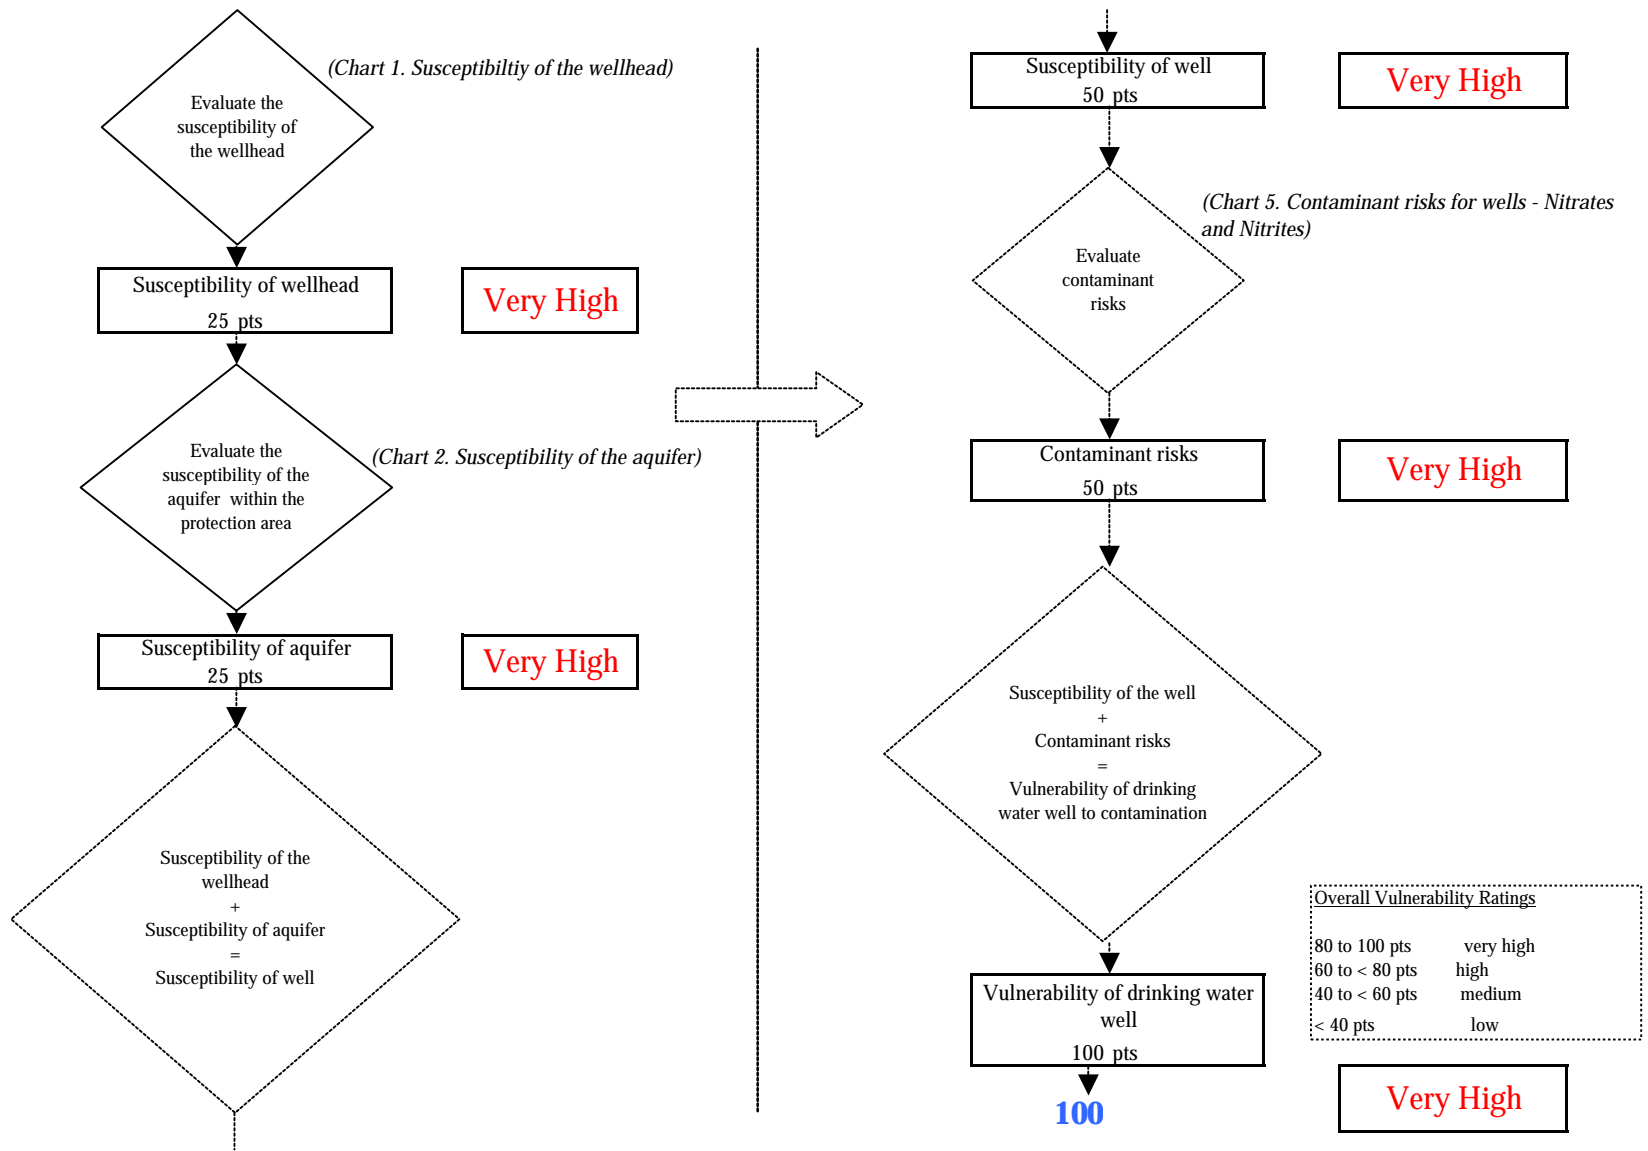 (Chart 1. Susceptibiltiy of the wellhead)
Evaluate the
susceptibility of
the wellhead
Susceptibility of wellhead
25 pts
Very High
Evaluate the
susceptibility of the
aquifer within the
protection area
(Chart 2. Susceptibility of the aquifer)
Susceptibility of aquifer
25 pts
Very High
Susceptibility of the
wellhead
+
Susceptibility of aquifer
=
Susceptibility of well
Susceptibility of well
50 pts
Very High
(Chart 5. Contaminant risks for wells - Nitrates
and Nitrites)
Evaluate
contaminant
risks
Contaminant risks
50 pts
Very High
Susceptibility of the well
+
Contaminant risks
=
Vulnerability of drinking
water well to contamination
Overall Vulnerability Ratings
80 to 100 pts very high
60 to < 80 pts high
40 to < 60 pts medium
< 40 pts low
Vulnerability of drinking water
well
100 pts
100
Very High